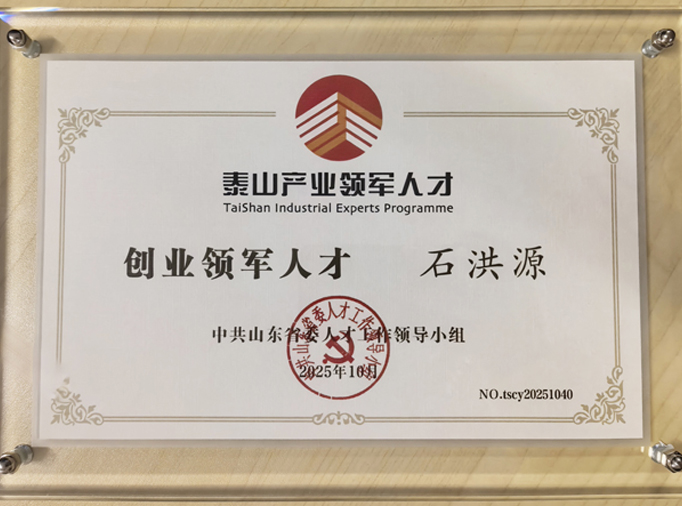 泰山产业领军人才
TaiShan Industrial Experts Programme
创业领军人才 石洪源
中共山东省委人才工作领导小组
2025年10月
NO.tscy20251040